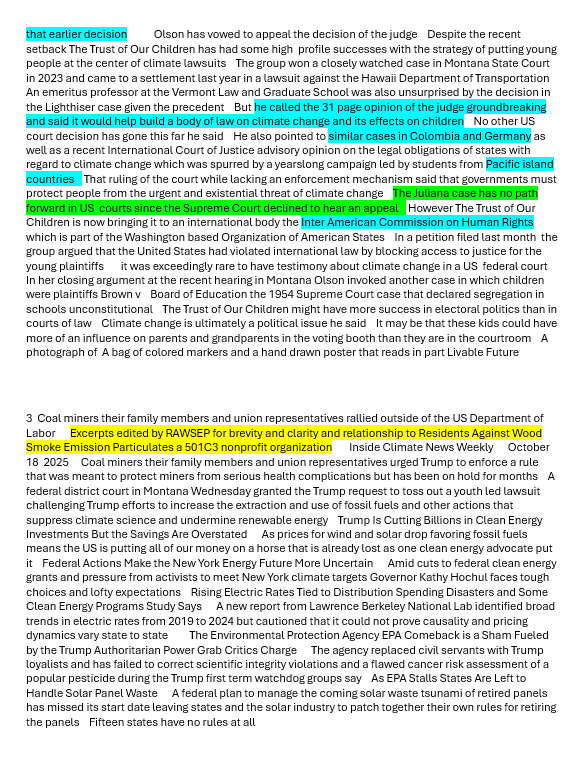 that earlier decision Olson has vowed to appeal the decision of the judge Despite the recent
setback The Trust of Our Children has had some high profile successes with the strategy of putting young
people at the center of climate lawsuits The group won a closely watched case in Montana State Court
in 2023 and came to a settlement last year in a lawsuit against the Hawaii Department of Transportation
An emeritus professor at the Vermont Law and Graduate School was also unsurprised by the decision in
the Lighthiser case given the precedent But he called the 31 page opinion of the judge groundbreaking
and said it would help build a body of law on climate change and its effects on children No other US
court decision has gone this far he said He also pointed to similar cases in Colombia and Germany as
well as a recent International Court of Justice advisory opinion on the legal obligations of states with
regard to climate change which was spurred by a yearslong campaign led by students from Pacific island
countries That ruling of the court while lacking an enforcement mechanism said that governments must
protect people from the urgent and existential threat of climate change The Juliana case has no path
forward in US courts since the Supreme Court declined to hear an appeal However The Trust of Our
Children is now bringing it to an international body the Inter American Commission on Human Rights
which is part of the Washington based Organization of American States In a petition filed last month the
group argued that the United States had violated international law by blocking access to justice for the
young plaintiffs it was exceedingly rare to have testimony about climate change in a US federal court
In her closing argument at the recent hearing in Montana Olson invoked another case in which children
were plaintiffs Brown v Board of Education the 1954 Supreme Court case that declared segregation in
schools unconstitutional The Trust of Our Children might have more success in electoral politics than in
courts of law Climate change is ultimately a political issue he said It may be that these kids could have
more of an influence on parents and grandparents in the voting booth than they are in the courtroom A
photograph of A bag of colored markers and a hand drawn poster that reads in part Livable Future
3 Coal miners their family members and union representatives rallied outside of the US Department of
Labor Excerpts edited by RAWSEP for brevity and clarity and relationship to Residents Against Wood
Smoke Emission Particulates a 501C3 nonprofit organization Inside Climate News Weekly October
18 2025 Coal miners their family members and union representatives urged Trump to enforce a rule
that was meant to protect miners from serious health complications but has been on hold for months A
federal district court in Montana Wednesday granted the Trump request to toss out a youth led lawsuit
challenging Trump efforts to increase the extraction and use of fossil fuels and other actions that
suppress climate science and undermine renewable energy Trump Is Cutting Billions in Clean Energy
Investments But the Savings Are Overstated As prices for wind and solar drop favoring fossil fuels
means the US is putting all of our money on a horse that is already lost as one clean energy advocate put
it Federal Actions Make the New York Energy Future More Uncertain Amid cuts to federal clean energy
grants and pressure from activists to meet New York climate targets Governor Kathy Hochul faces tough
choices and lofty expectations Rising Electric Rates Tied to Distribution Spending Disasters and Some
Clean Energy Programs Study Says A new report from Lawrence Berkeley National Lab identified broad
trends in electric rates from 2019 to 2024 but cautioned that it could not prove causality and pricing
dynamics vary state to state The Environmental Protection Agency EPA Comeback is a Sham Fueled
by the Trump Authoritarian Power Grab Critics Charge The agency replaced civil servants with Trump
loyalists and has failed to correct scientific integrity violations and a flawed cancer risk assessment of a
popular pesticide during the Trump first term watchdog groups say As EPA Stalls States Are Left to
Handle Solar Panel Waste A federal plan to manage the coming solar waste tsunami of retired panels
has missed its start date leaving states and the solar industry to patch together their own rules for retiring
the panels Fifteen states have no rules at all